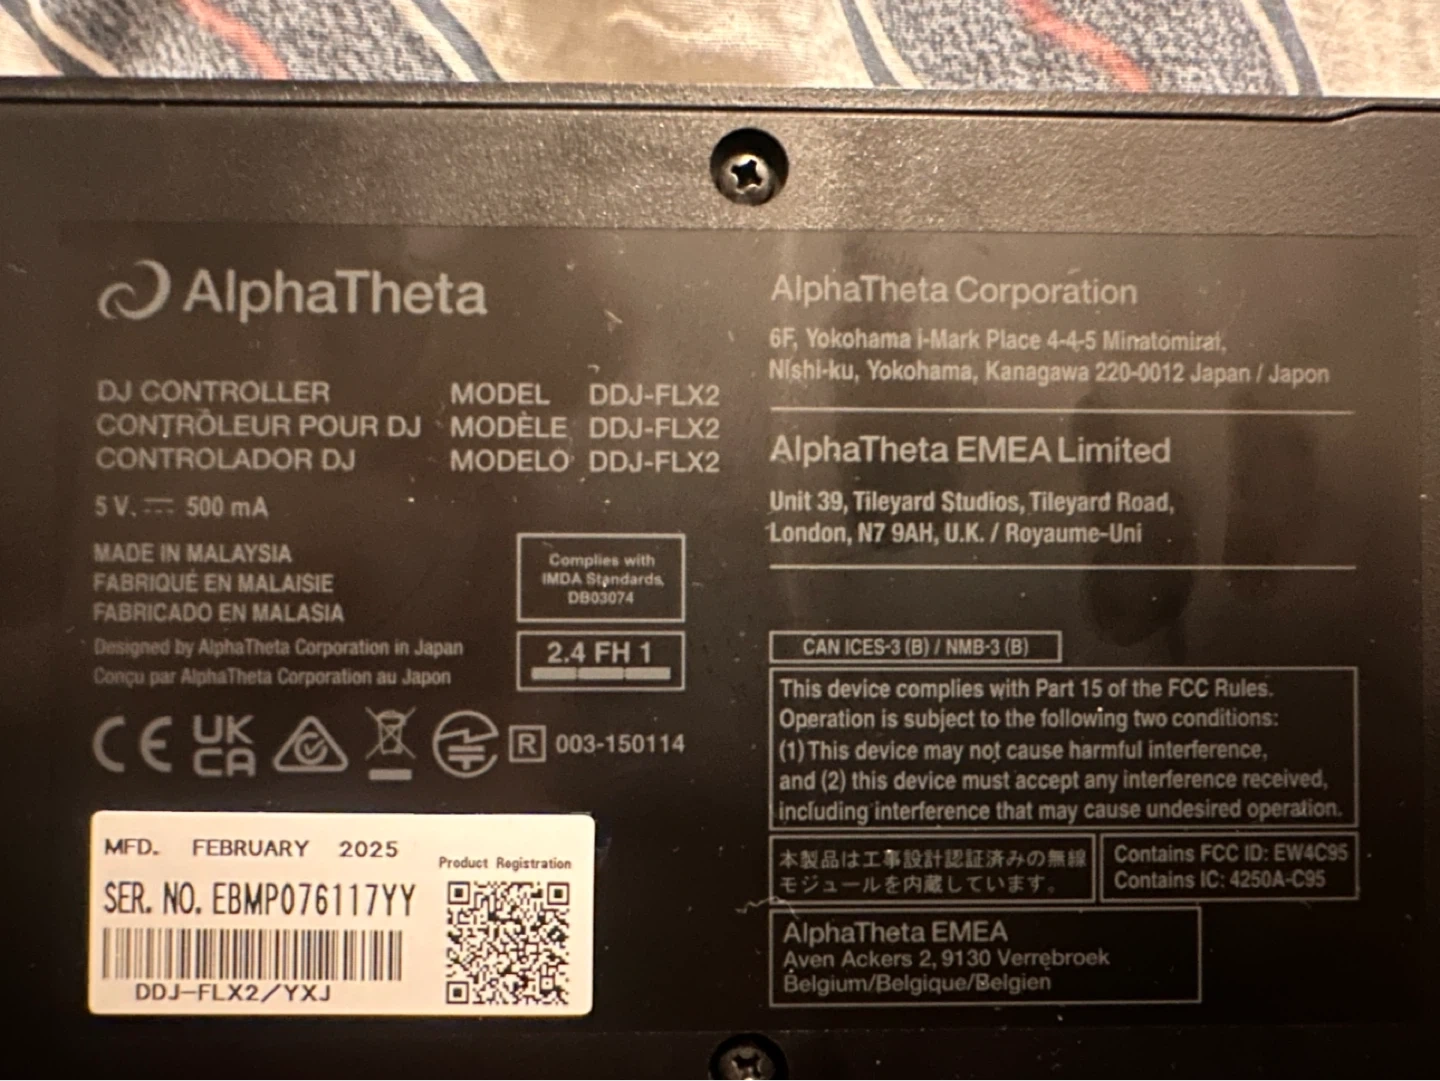 AlphaTheta
DJ CONTROLLER MODEL DDJ-FLX2
CONTRÔLEUR POUR DJ MODÈLE DDJ-FLX2
CONTROLADOR DJ MODELO DDJ-FLX2
5 V 500 mA
MADE IN MALAYSIA
FABRIQUÉ EN MALAISIE
FABRICADO EN MALASIA
Designed by AlphaTheta Corporation in Japan
Conçu par AlphaTheta Corporation au Japon
Complies with
IMDA Standards
DB03074
2.4 FH 1
CE UK
CA
R 003-150114
MFD. FEBRUARY 2025
Product Registration
SER. NO. EBMP076117YY
DDJ-FLX2/YXJ
AlphaTheta Corporation
6F, Yokohama i-Mark Place 4-4-5 Minatomirai,
Nishi-ku, Yokohama, Kanagawa 220-0012 Japan / Japon
AlphaTheta EMEA Limited
Unit 39, Tileyard Studios, Tileyard Road,
London, N7 9AH, U.K. / Royaume-Uni
CAN ICES-3 (B) / NMB-3 (B)
This device complies with Part 15 of the FCC Rules.
Operation is subject to the following two conditions:
(1) This device may not cause harmful interference,
and (2) this device must accept any interference received,
including interference that may cause undesired operation.
本製品は工事設計認証済みの無線
モジュールを内蔵しています。
Contains FCC ID: EW4C95
Contains IC: 4250A-C95
AlphaTheta EMEA
Aven Ackers 2, 9130 Verrebroek
Belgium/Belgique/Belgien